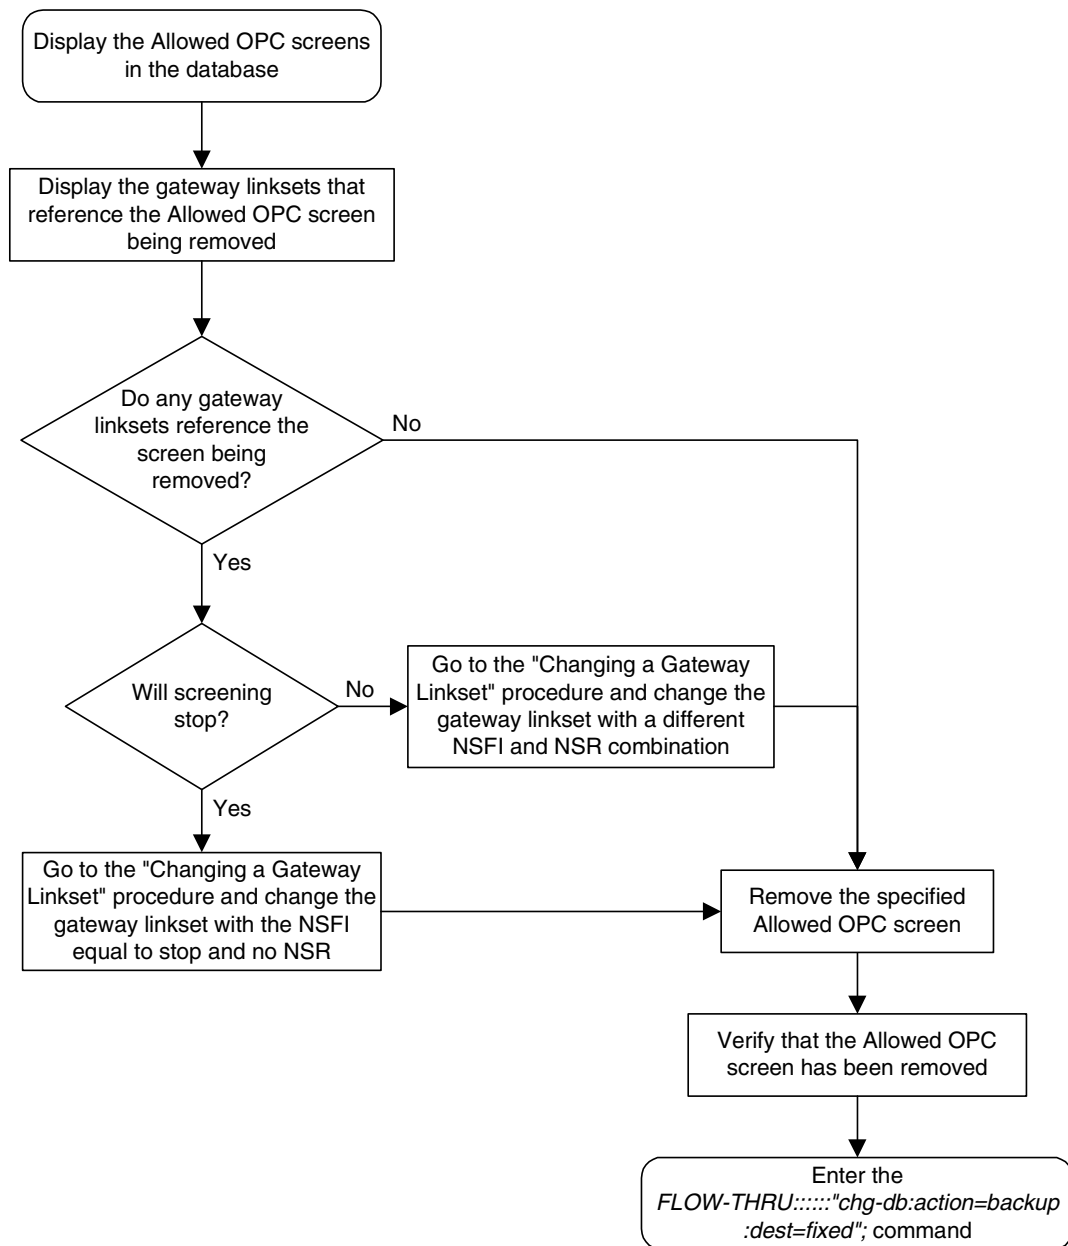 Display the Allowed OPC screens
in the database
Display the gateway linksets that
reference the Allowed OPC screen
being removed
Do any gateway
linksets reference the
screen being
removed?
No
Yes
Will screening
stop?
No
Go to the "Changing a Gateway
Linkset" procedure and change the
gateway linkset with a different
NSFI and NSR combination
Yes
Go to the "Changing a Gateway
Linkset" procedure and change the
gateway linkset with the NSFI
equal to stop and no NSR
Remove the specified
Allowed OPC screen
Verify that the Allowed OPC
screen has been removed
Enter the
FLOW-THRU::::::"chg-db:action=backup
:dest=fixed"; command